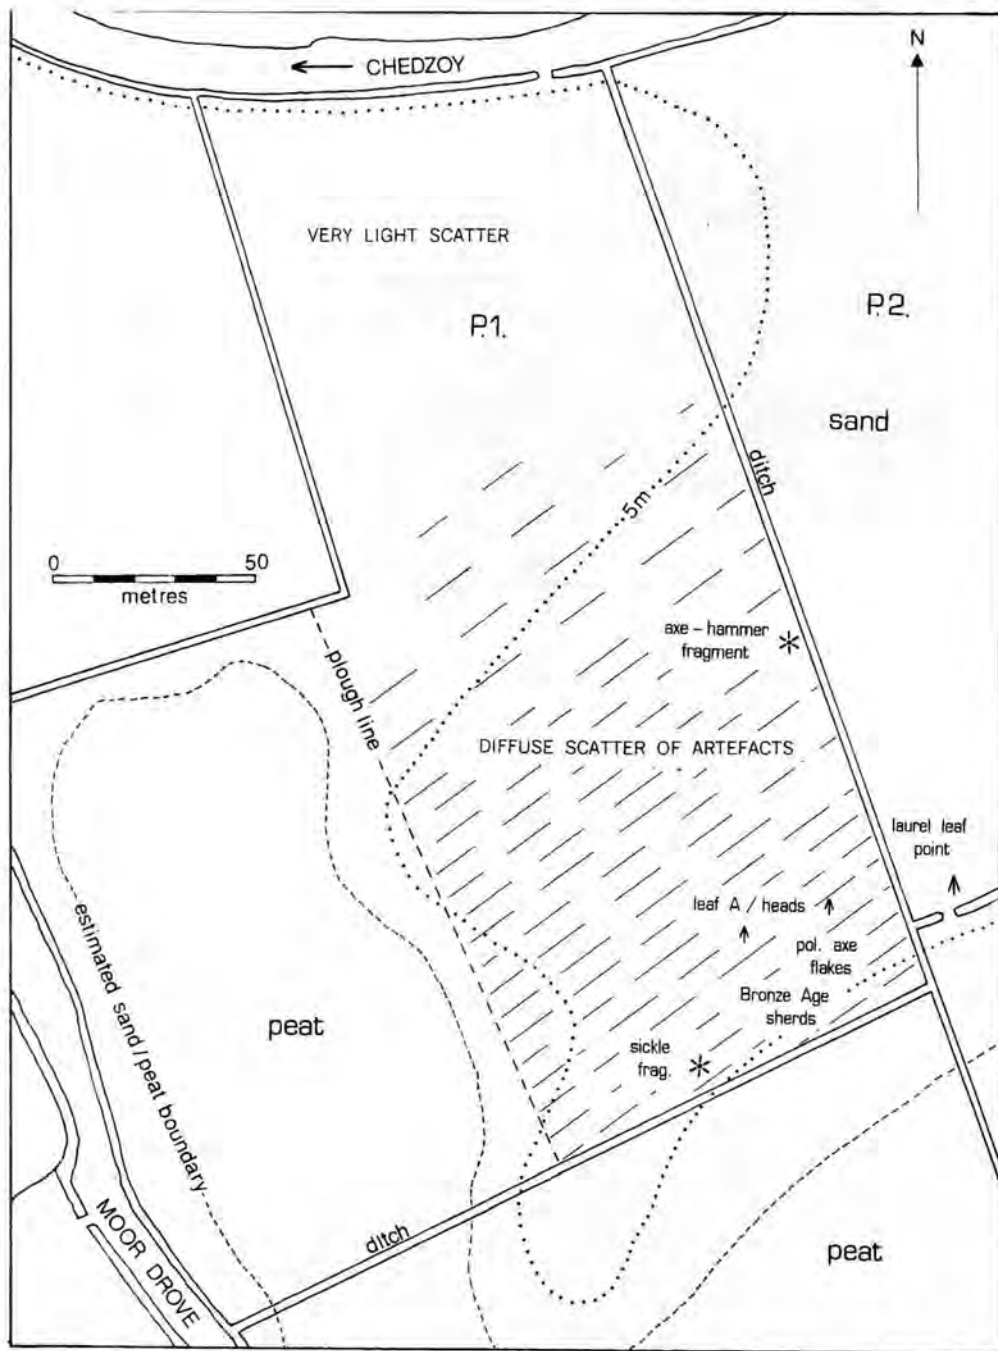 CHEDZOY
N
VERY LIGHT SCATTER
P.1.
P.2.
sand
ditch
5m
0 50
metres
axe – hammer
fragment
plough line
DIFFUSE SCATTER OF ARTEFACTS
laurel leaf
point
leaf A / heads
pol. axe
flakes
Bronze Age
sherds
estimated sand / peat boundary
peat
sickle
frag.
MOOR DROVE
ditch
peat